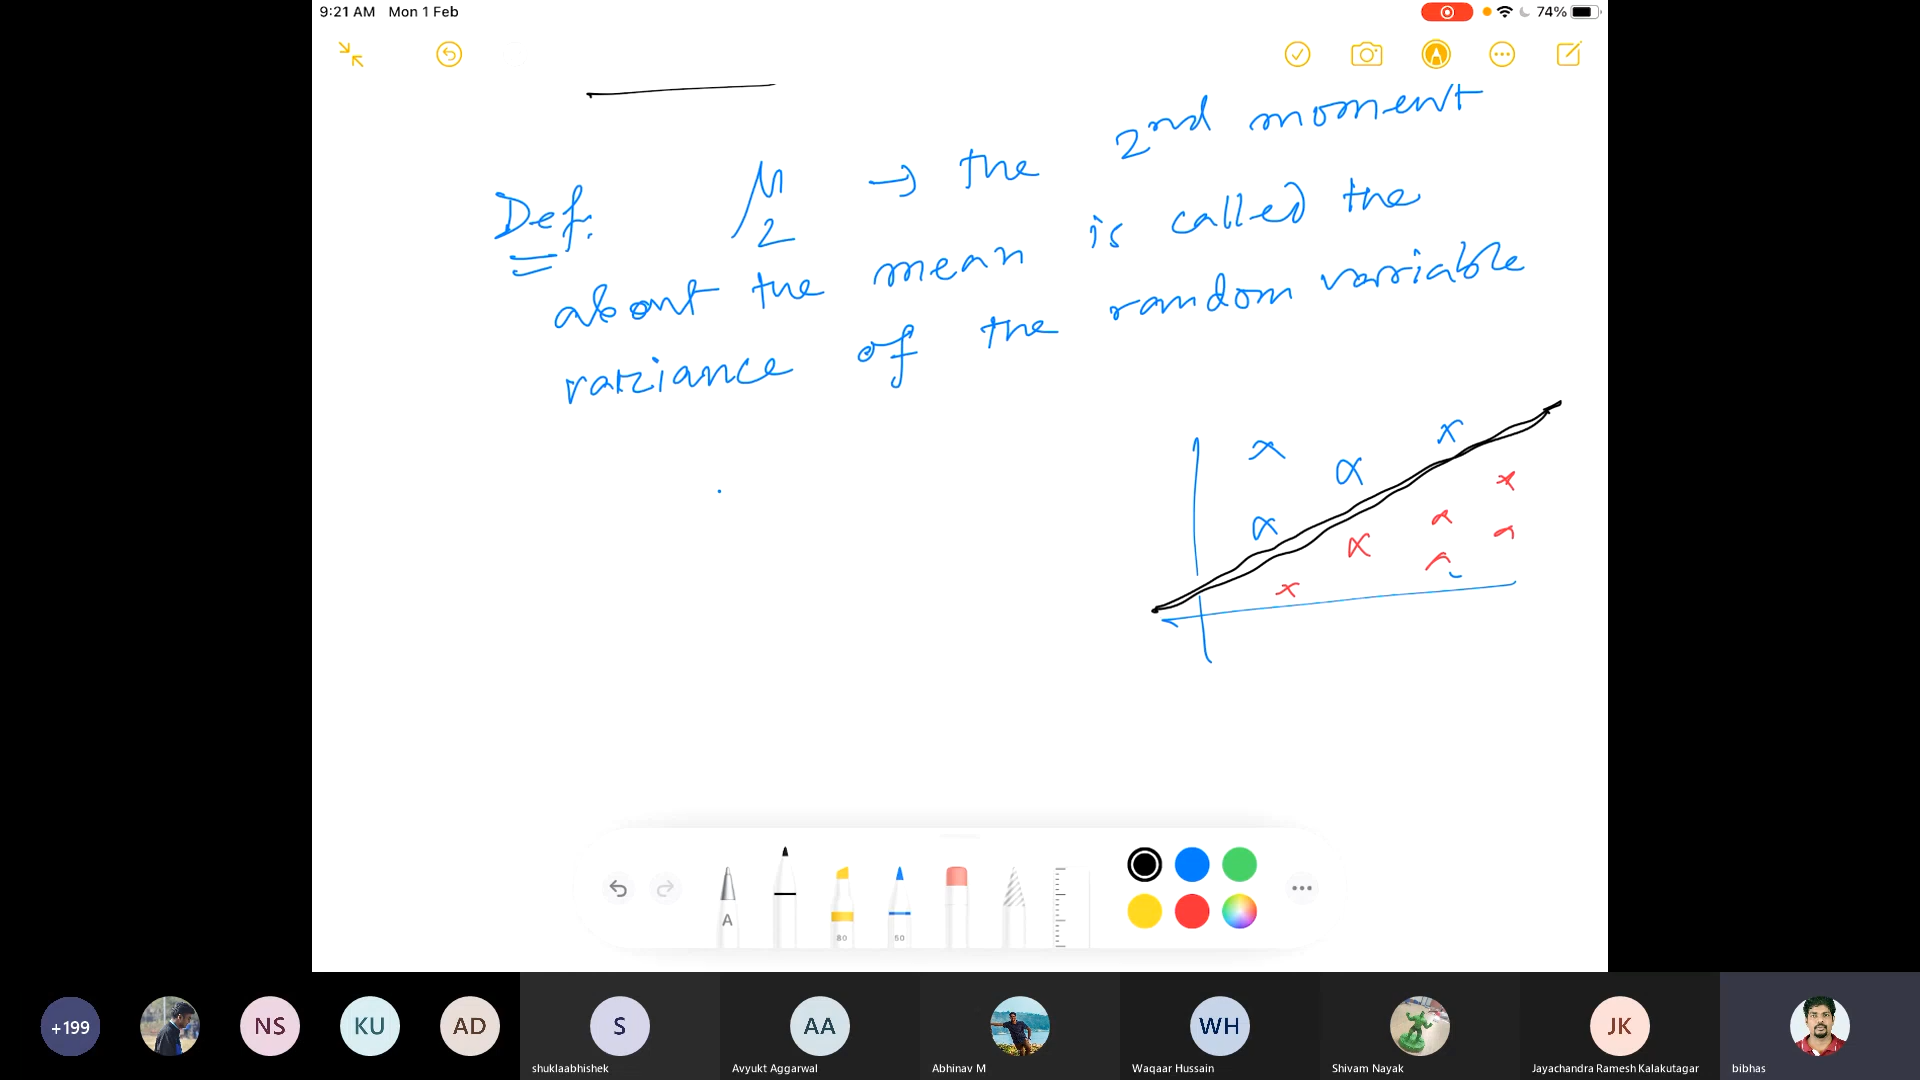 9:21 AM Mon 1 Feb
74%
Def. μ2 → the 2nd moment
about the mean is called the
variance of the random variable
x α x
α
x
α α
x α
A
80
50
+199
NS
KU
AD
S
AA
WH
JK
shuklaabhishek
Avyukt Aggarwal
Abhinav M
Waqaar Hussain
Shivam Nayak
Jayachandra Ramesh Kalakutagar
bibhas